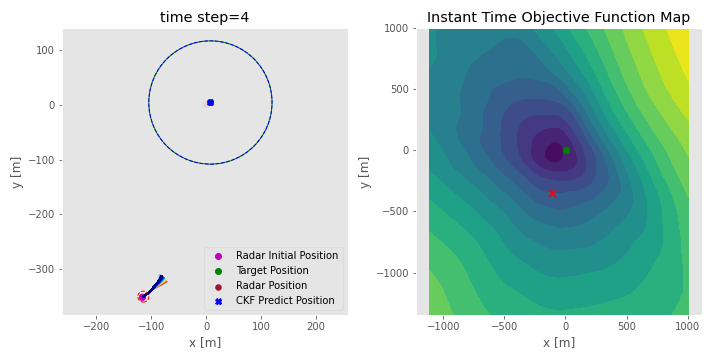 time step=4
100
0
−100
−200
−300
y [m]
−200
−100
0
100
200
x [m]
Radar Initial Position
Target Position
Radar Position
CKF Predict Position
Instant Time Objective Function Map
1000
500
0
−500
−1000
y [m]
−1000
−500
0
500
1000
x [m]